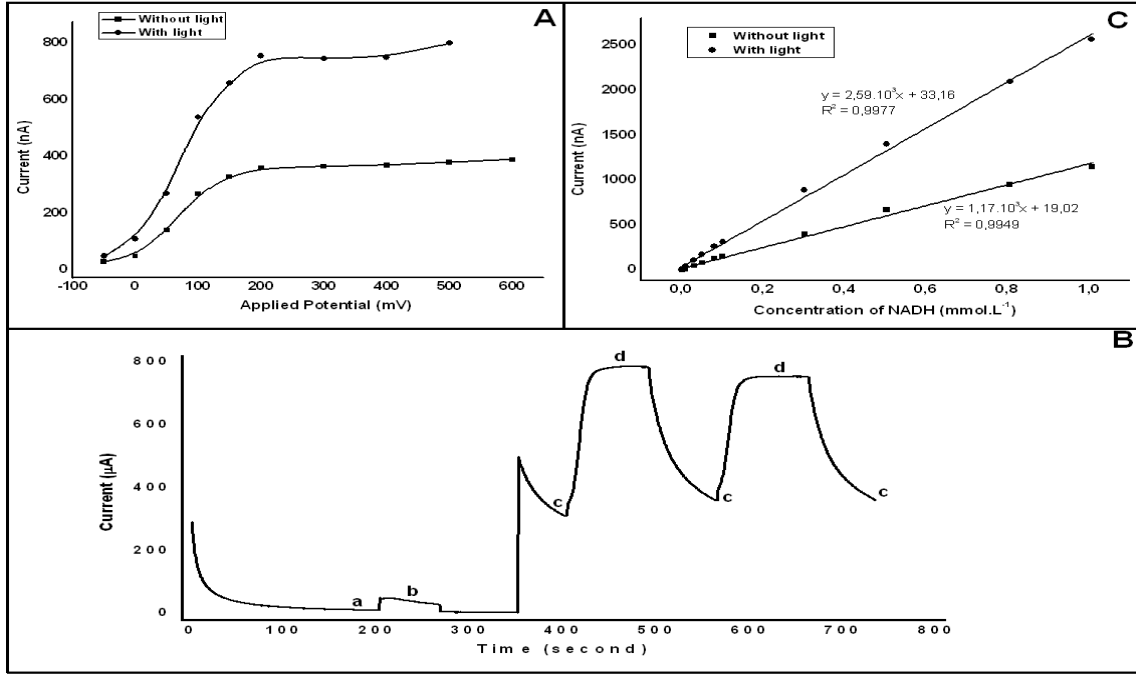 A
Without light
With light
800
600
400
200
0
Current (nA)
-100 0 100 200 300 400 500 600
Applied Potential (mV)
C
Without light
With light
2500
2000
1500
1000
500
0
Current (nA)
y = 2,59.10³x + 33,16
R² = 0,9977
y = 1,17.10³x + 19,02
R² = 0,9949
0,0 0,2 0,4 0,6 0,8 1,0
Concentration of NADH (mmol.L⁻¹)
B
800
600
400
200
0
Current (µA)
a
b
c
d
c
d
c
0 100 200 300 400 500 600 700 800
Time (second)